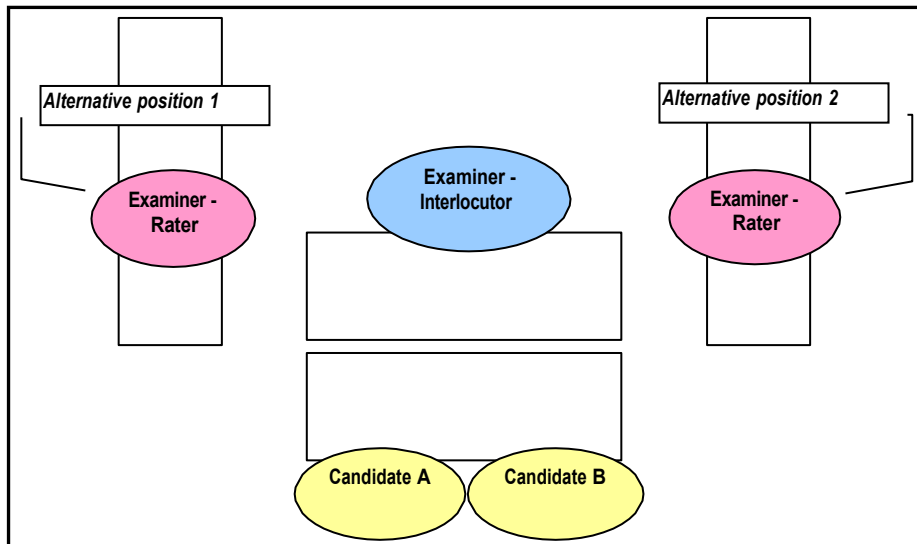 Alternative position 1
Alternative position 2
Examiner -
Rater
Examiner -
Interlocutor
Examiner -
Rater
Candidate A
Candidate B